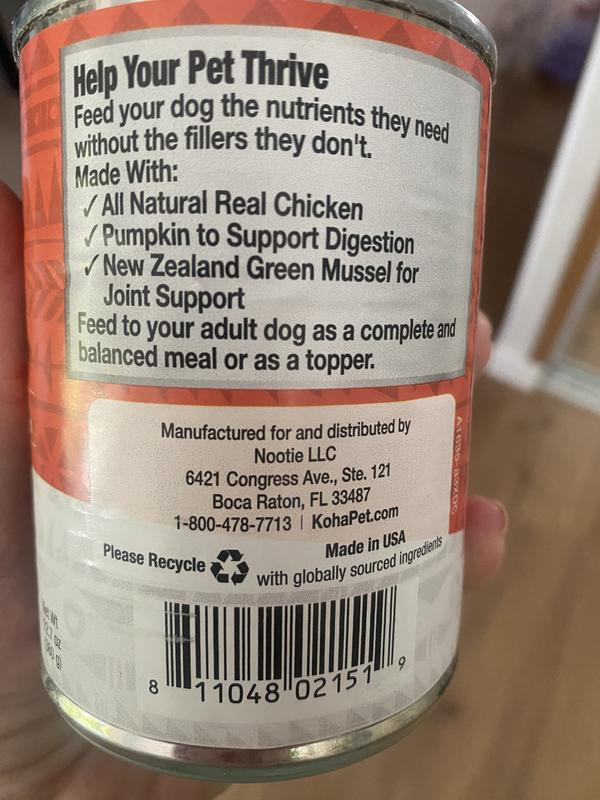 Help Your Pet Thrive
Feed your dog the nutrients they need
without the fillers they don't.
Made With:
✓ All Natural Real Chicken
✓ Pumpkin to Support Digestion
✓ New Zealand Green Mussel for
Joint Support
Feed to your adult dog as a complete and
balanced meal or as a topper.
Manufactured for and distributed by
Nootie LLC
6421 Congress Ave., Ste. 121
Boca Raton, FL 33487
1-800-478-7713 | KohaPet.com
Please Recycle
Made in USA
with globally sourced ingredients
Net Wt
12.7 oz
(360 g)
8 11048 02151 9